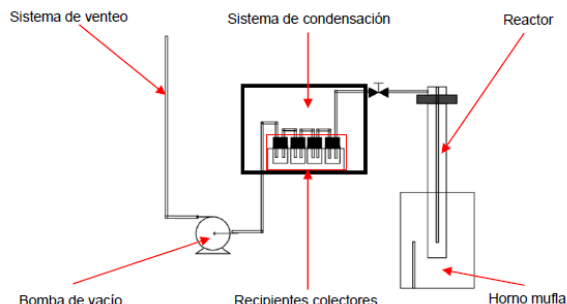 Sistema de venteo
Sistema de condensación
Reactor
Bomba de vacío
Recipientes colectores
Horno mufla